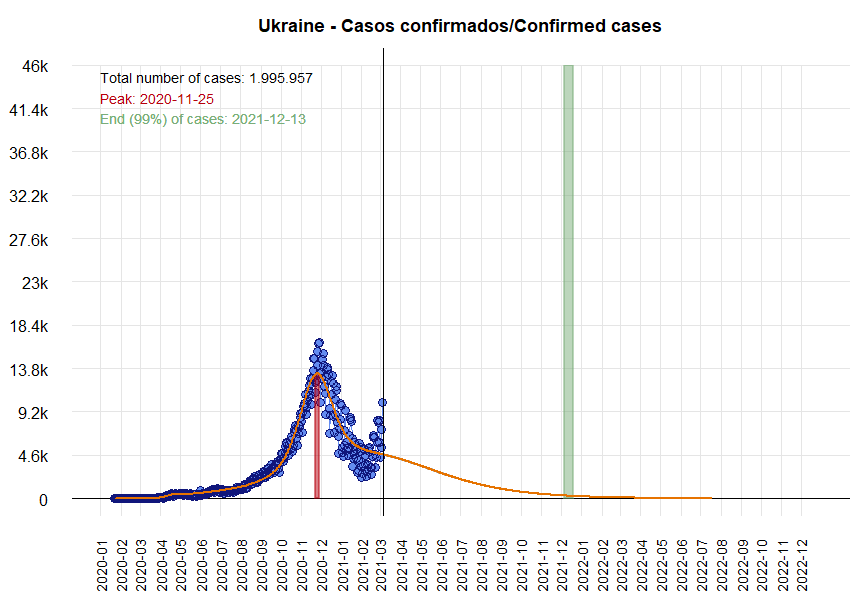 Ukraine - Casos confirmados/Confirmed cases
46k
41.4k
36.8k
32.2k
27.6k
23k
18.4k
13.8k
9.2k
4.6k
0
Total number of cases: 1.995.957
Peak: 2020-11-25
End (99%) of cases: 2021-12-13
2020-01
2020-02
2020-03
2020-04
2020-05
2020-06
2020-07
2020-08
2020-09
2020-10
2020-11
2020-12
2021-01
2021-02
2021-03
2021-04
2021-05
2021-06
2021-07
2021-08
2021-09
2021-10
2021-11
2021-12
2022-01
2022-02
2022-03
2022-04
2022-05
2022-06
2022-07
2022-08
2022-09
2022-10
2022-11
2022-12